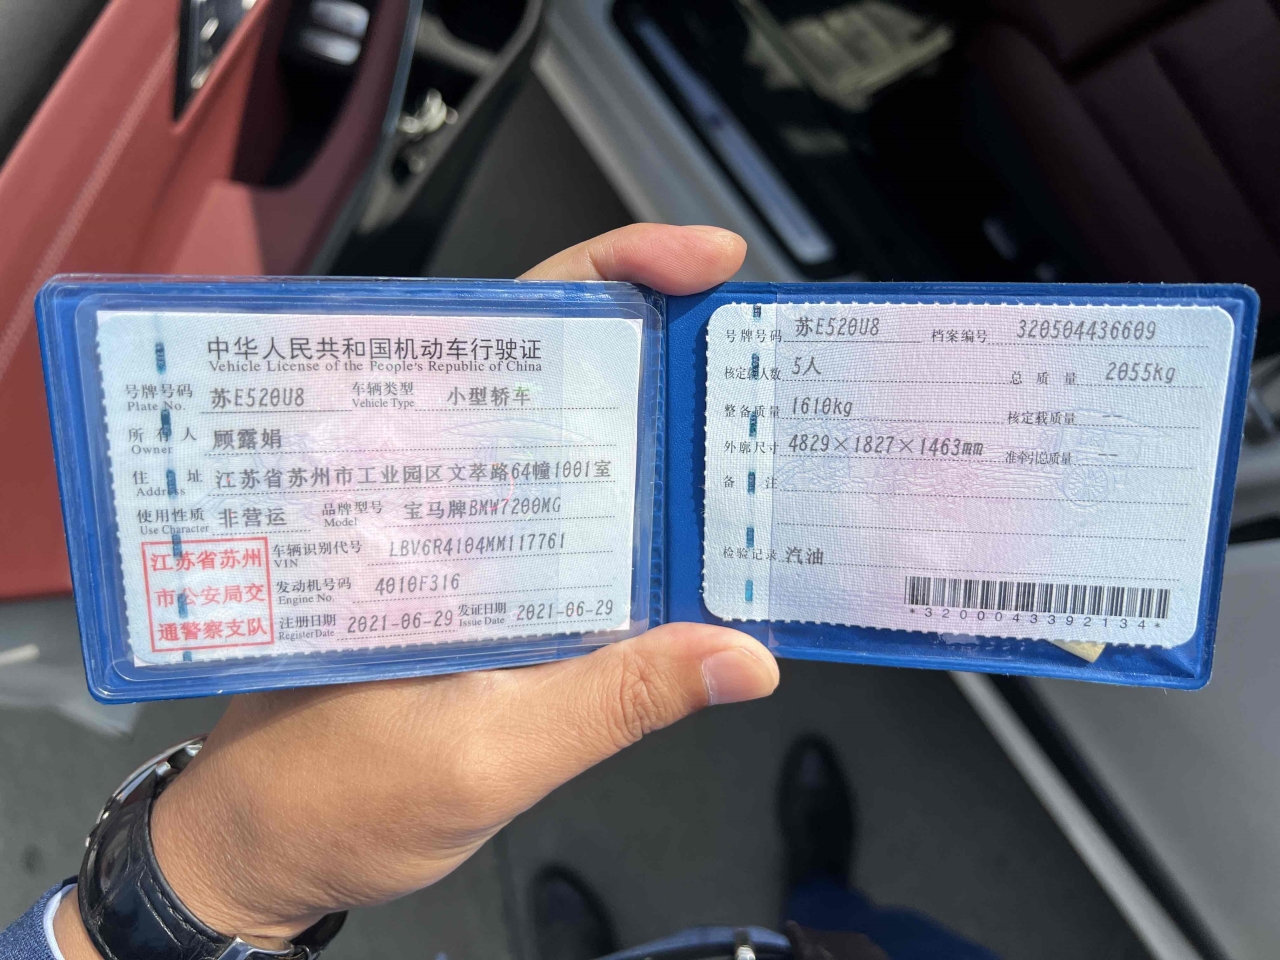 中华人民共和国机动车行驶证
Vehicle License of the People's Republic of China
号牌号码 苏E520U8 车辆类型 小型轿车
Plate No. Vehicle Type
所有人 顾露娟
Owner
住址 江苏省苏州市工业园区文萃路64幢1001室
Address
使用性质 非营运 品牌型号 宝马牌BMW7200MG
Use Character Model
江苏省苏州
市公安局交
通警察支队
车辆识别代号 LBV6R4104MM117761
VIN
发动机号码 4010F316
Engine No.
注册日期 2021-06-29 发证日期 2021-06-29
Register Date Issue Date
号牌号码 苏E520U8 档案编号 320504436609
核定载人数 5人 总质量 2055kg
整备质量 1610kg 核定载质量 --
外廓尺寸 4829×1827×1463mm 准牵引总质量 --
备注
检验记录 汽油
*3200043392134*